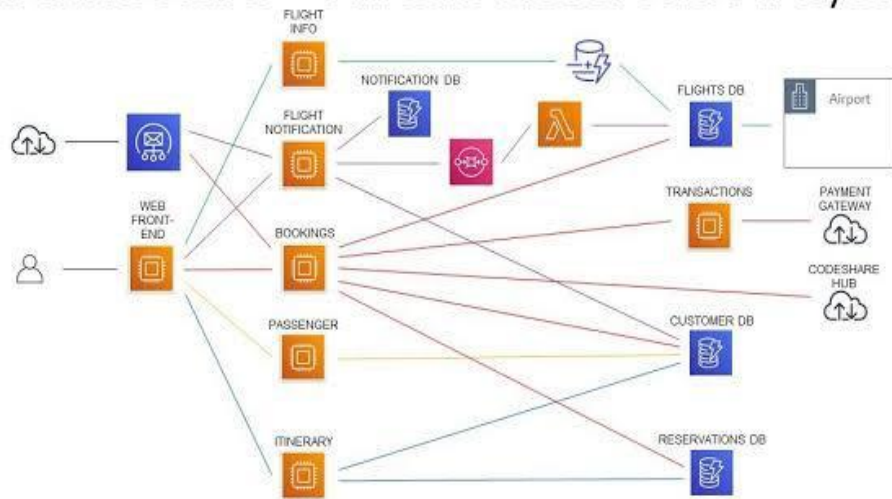 FLIGHT
INFO
NOTIFICATION DB
FLIGHTS DB
Airport
FLIGHT
NOTIFICATION
WEB
FRONT-
END
TRANSACTIONS
PAYMENT
GATEWAY
BOOKINGS
CODESHARE
HUB
PASSENGER
CUSTOMER DB
ITINERARY
RESERVATIONS DB